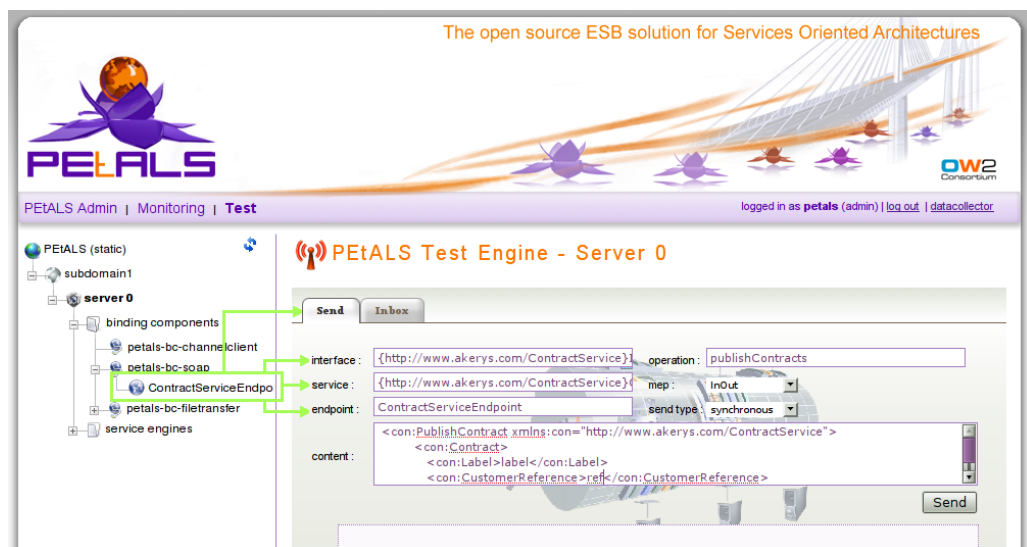 The open source ESB solution for Services Oriented Architectures
PEtALS
OW2
Consortium
PEtALS Admin | Monitoring | Test
logged in as petals (admin) | log out | datacollector
PEtALS (static)
subdomain1
server 0
binding components
petals-bc-channelclient
petals-bc-soap
ContractServiceEndpo
petals-bc-filetransfer
service engines
PEtALS Test Engine - Server 0
Send Inbox
interface : {http://www.akerys.com/ContractService} operation : publishContracts
service : {http://www.akerys.com/ContractService} mep : InOut
endpoint : ContractServiceEndpoint send type : synchronous
content :
<con:PublishContract xmlns:con="http://www.akerys.com/ContractService">
<con:Contract>
<con:Label>label</con:Label>
<con:CustomerReference>ref</con:CustomerReference>
Send